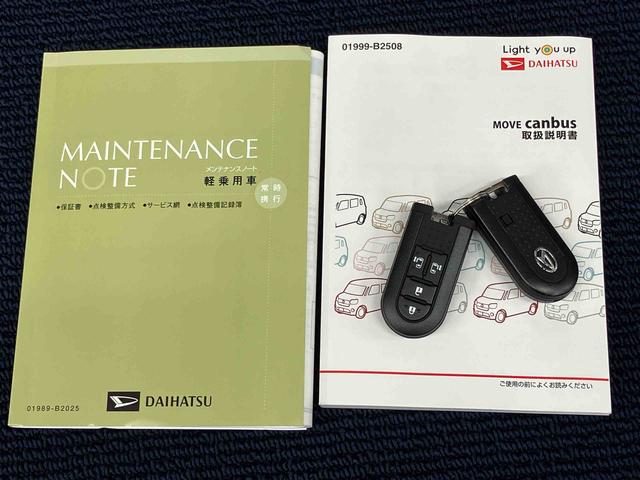 MAINTENANCE
NOTE
メンテナンスノート
軽乗用車
常時
携行
●保証書 ●点検整備方式 ●サービス網 ●点検整備記録簿
01989-B2025
DAIHATSU
01999-B2508
Light you up
DAIHATSU
MOVE canbus
取扱説明書
ご使用の前によくお読みください